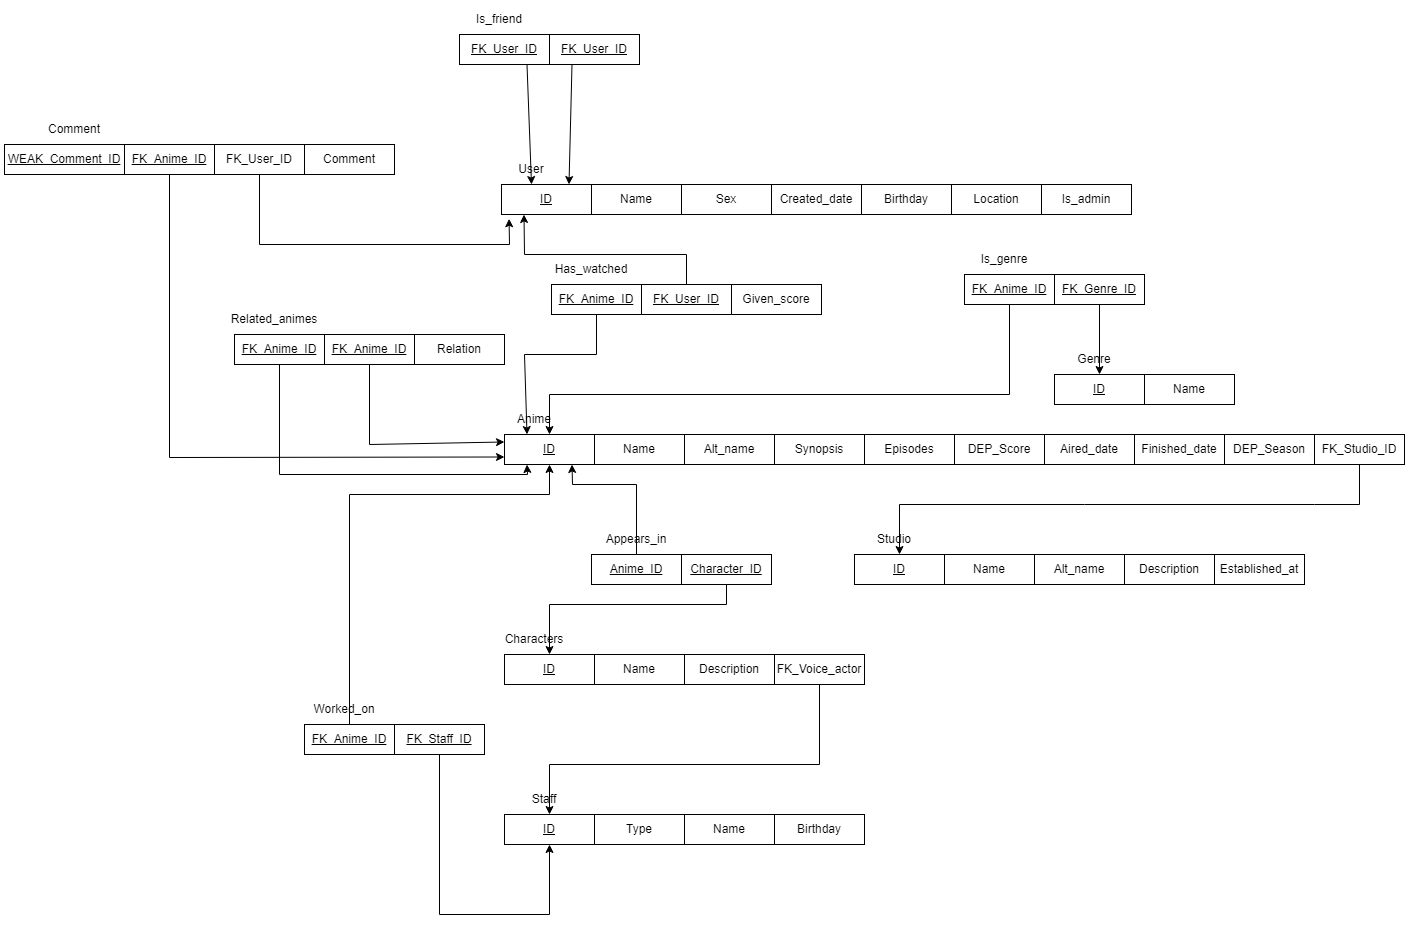 Is_friend
FK_User_ID FK_User_ID
Comment
WEAK_Comment_ID FK_Anime_ID FK_User_ID Comment
User
ID Name Sex Created_date Birthday Location Is_admin
Has_watched
FK_Anime_ID FK_User_ID Given_score
Is_genre
FK_Anime_ID FK_Genre_ID
Related_animes
FK_Anime_ID FK_Anime_ID Relation
Genre
ID Name
Anime
ID Name Alt_name Synopsis Episodes DEP_Score Aired_date Finished_date DEP_Season FK_Studio_ID
Appears_in
Anime_ID Character_ID
Studio
ID Name Alt_name Description Established_at
Characters
ID Name Description FK_Voice_actor
Worked_on
FK_Anime_ID FK_Staff_ID
Staff
ID Type Name Birthday